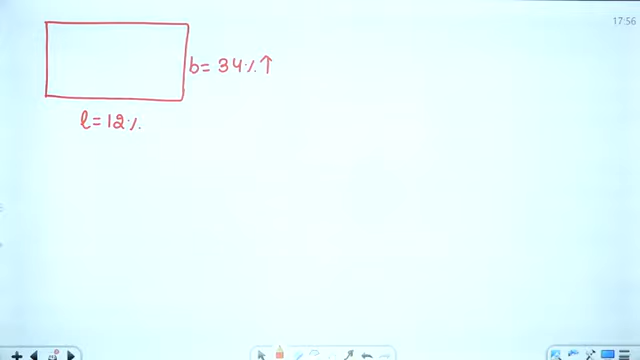 17:56
b = 34% ↑
l = 12%